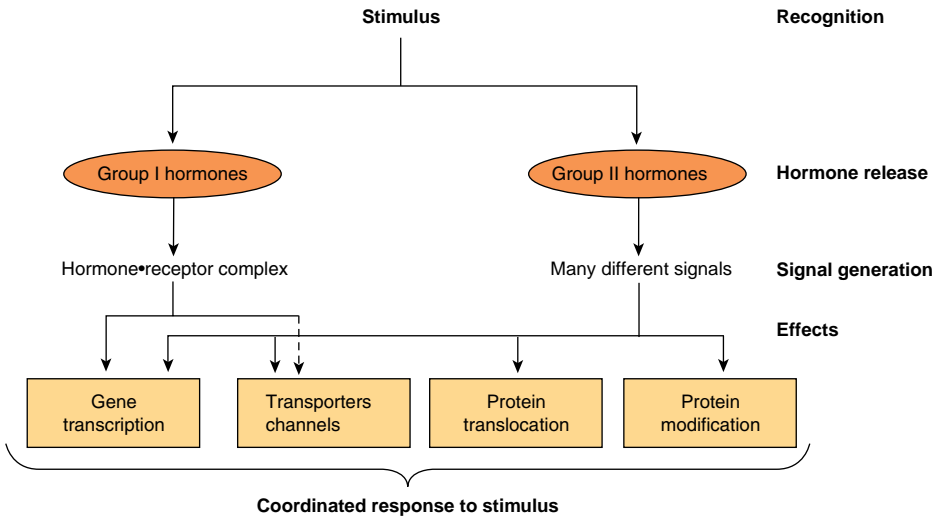 Stimulus
Recognition
Group I hormones
Group II hormones
Hormone release
Hormone•receptor complex
Many different signals
Signal generation
Effects
Gene
transcription
Transporters
channels
Protein
translocation
Protein
modification
Coordinated response to stimulus